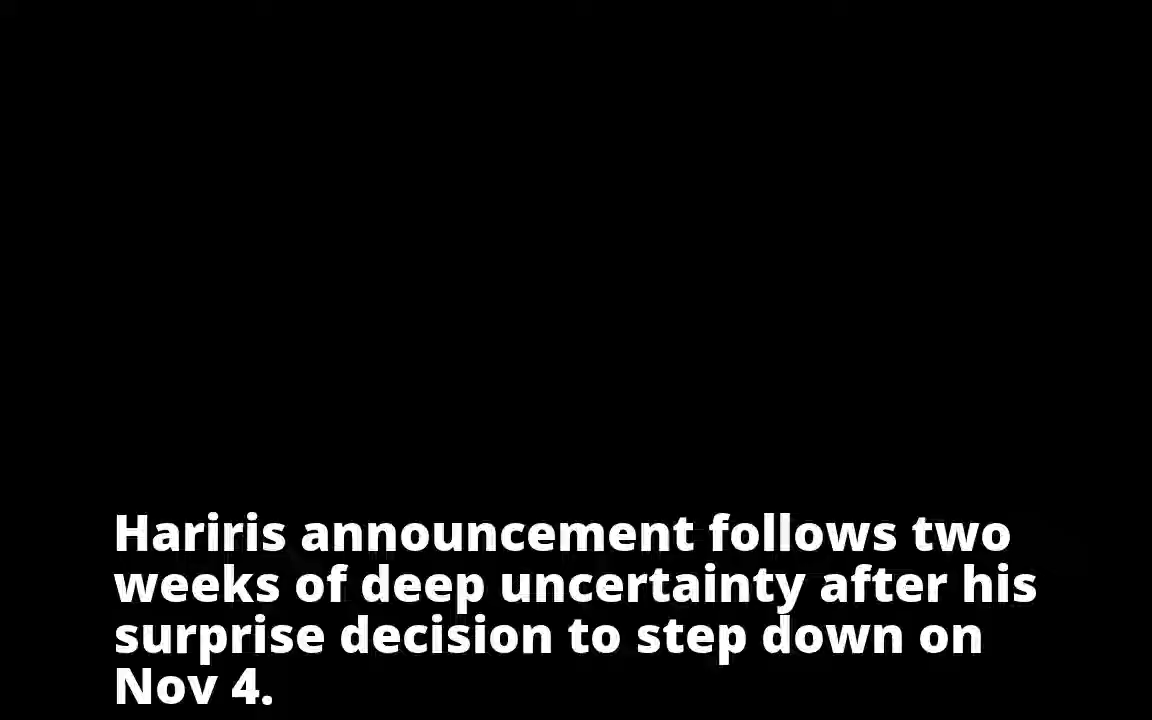 Hariris announcement follows two
weeks of deep uncertainty after his
surprise decision to step down on
Nov 4.